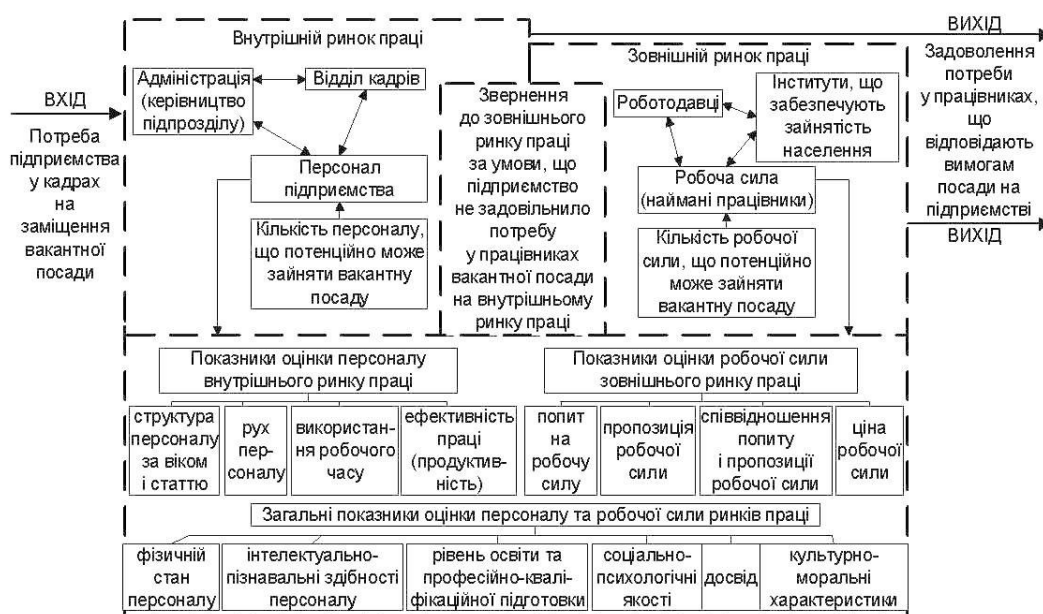 Внутрішній ринок праці
ВИХІД
Адміністрація
(керівництво
підпрозділу)
Відділ кадрів
Персонал
підприємства
Кількість персоналу,
що потенційно може
зайняти вакантну
посаду
ВХІД
Потреба
підприємства
у кадрах
на
заміщення
вакантної
посади
Звернення
до зовнішнього
ринку праці
за умови, що
підприємство
не задовільнило
потребу
у працівниках
вакантної посади
на внутрішньому
ринку праці
Зовнішній ринок праці
Роботодавці
Інститути, що
забезпечують
зайнятість
населення
Робоча сила
(наймані працівники)
Кількість робочої
сили, що потенційно
може зайняти
вакантну посаду
Задоволення
потреби
у працівниках,
що
відповідають
вимогам
посади на
підприємстві
ВИХІД
Показники оцінки персоналу
внутрішнього ринку праці
структура
персоналу
за віком
і статтю
рух
пер-
соналу
використан-
ня робочого
часу
ефективність
праці
(продуктив-
ність)
Показники оцінки робочої сили
зовнішнього ринку праці
попит
на
робочу
силу
пропозиція
робочої
сили
співвідношення
попиту
і пропозиції
робочої сили
ціна
робочої
сили
Загальні показники оцінки персоналу та робочої сили ринків праці
фізичній
стан
персоналу
інтелектуально-
пізнавальні здібності
персоналу
рівень освіти та
професійно-квалі-
фікаційної підготовки
соціально-
психологічні
якості
досвід
культурно-
моральні
характеристики